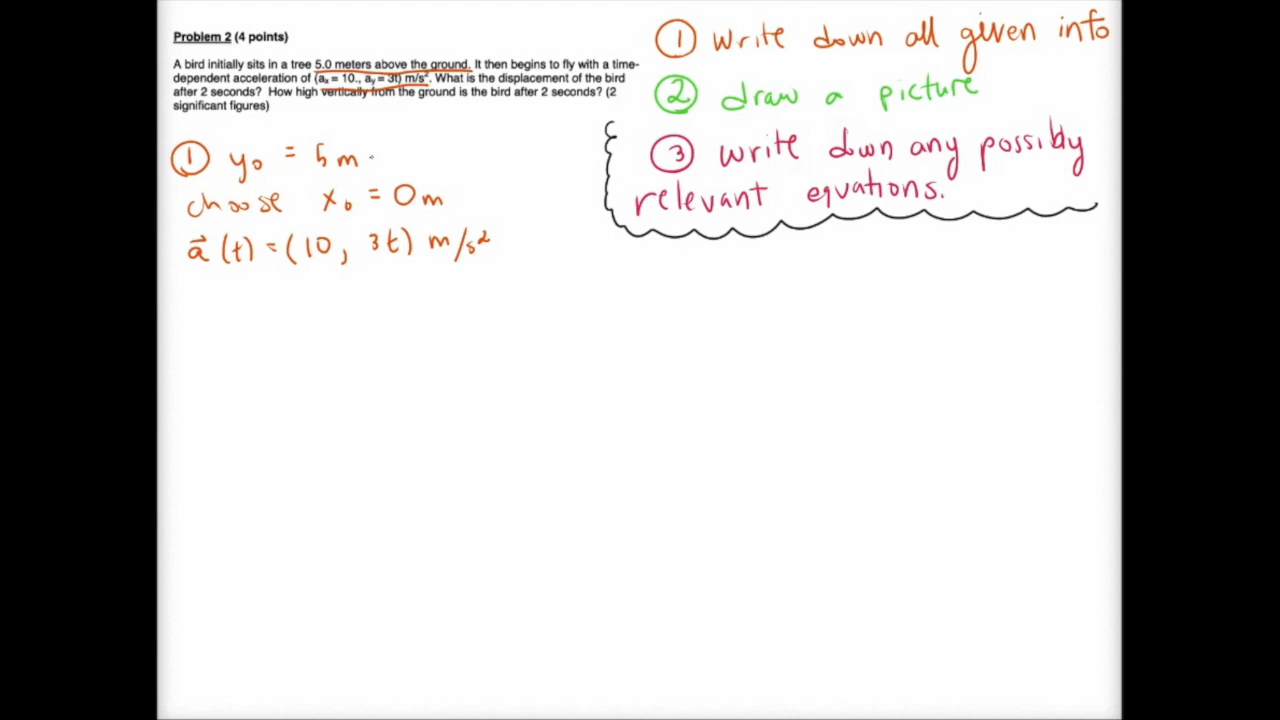 Problem 2 (4 points)
A bird initially sits in a tree 5.0 meters above the ground. It then begins to fly with a time-
dependent acceleration of (aₓ = 10., aᵧ = 3t) m/s². What is the displacement of the bird
after 2 seconds? How high vertically from the ground is the bird after 2 seconds? (2
significant figures)
① write down all given info
② draw a picture
③ write down any possibly
relevant equations.
① y₀ = 5 m
choose x₀ = 0 m
a⃗ (t) = (10, 3t) m/s²